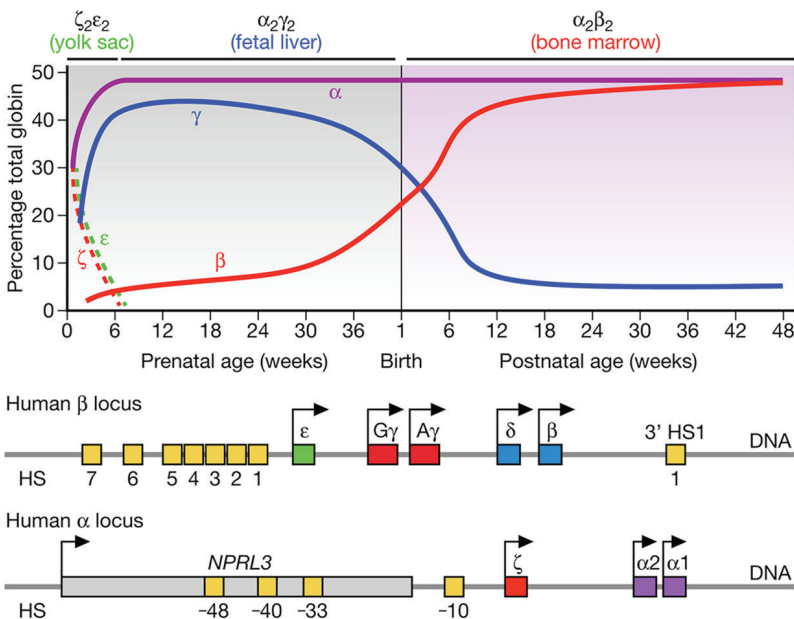 ζ₂ε₂ α₂γ₂ α₂β₂
(yolk sac) (fetal liver) (bone marrow)
Percentage total globin
50
40
30
20
10
0
α
γ
ε
ζ
β
0 6 12 18 24 30 36 1 6 12 18 24 30 36 42 48
Prenatal age (weeks) Birth Postnatal age (weeks)
Human β locus
ε Gγ Aγ δ β 3' HS1 DNA
HS 7 6 5 4 3 2 1 1
Human α locus
NPRL3 ζ α2 α1 DNA
HS −48 −40 −33 −10